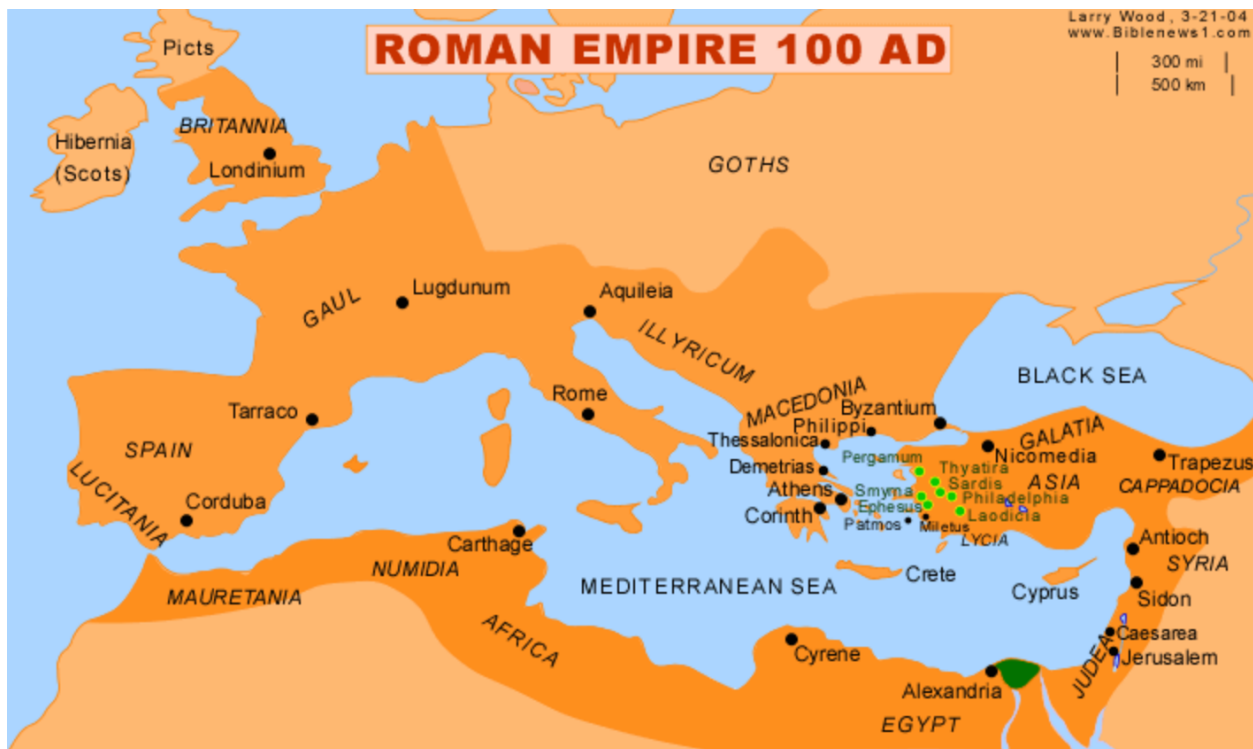 Larry Wood, 3-21-04
www.Biblenews1.com
ROMAN EMPIRE 100 AD
300 mi
500 km
Picts
BRITANNIA
Hibernia
(Scots)
Londinium
GOTHS
GAUL
Lugdunum
Aquileia
ILLYRICUM
BLACK SEA
Rome
Tarraco
SPAIN
LUCITANIA
Corduba
MACEDONIA
Byzantium
Philippi
Thessalonica
GALATIA
Nicomedia
Pergamum
Demetrias
Thyatira
Sardis
ASIA
Trapezus
CAPPADOCIA
Smyrna
Philadelphia
Athens
Ephesus
Corinth
Laodicia
Patmos
Miletus
LYCIA
Carthage
NUMIDIA
MAURETANIA
MEDITERRANEAN SEA
Crete
Cyprus
Antioch
SYRIA
Sidon
AFRICA
Cyrene
Caesarea
Jerusalem
JUDEA
Alexandria
EGYPT